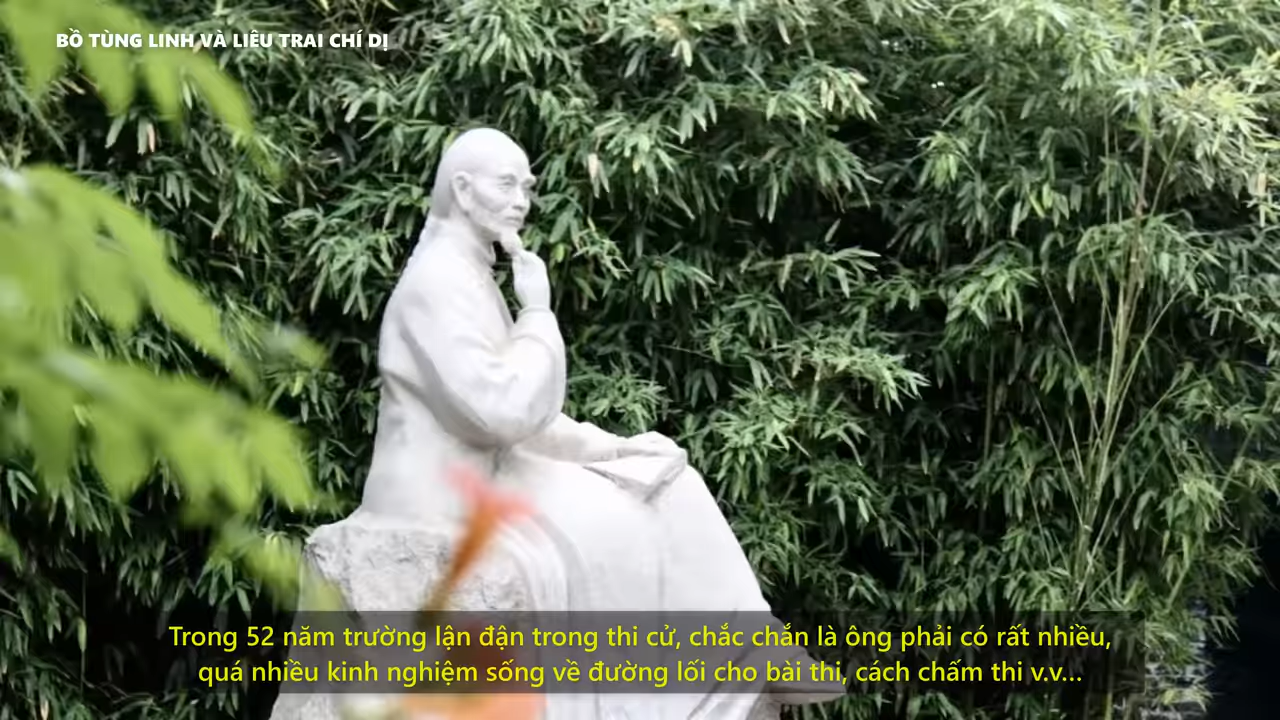 BỒ TÙNG LINH VÀ LIÊU TRAI CHÍ DỊ
Trong 52 năm trường lận đận trong thi cử, chắc chắn là ông phải có rất nhiều,
quá nhiều kinh nghiệm sống về đường lối cho bài thi, cách chấm thi v.v...